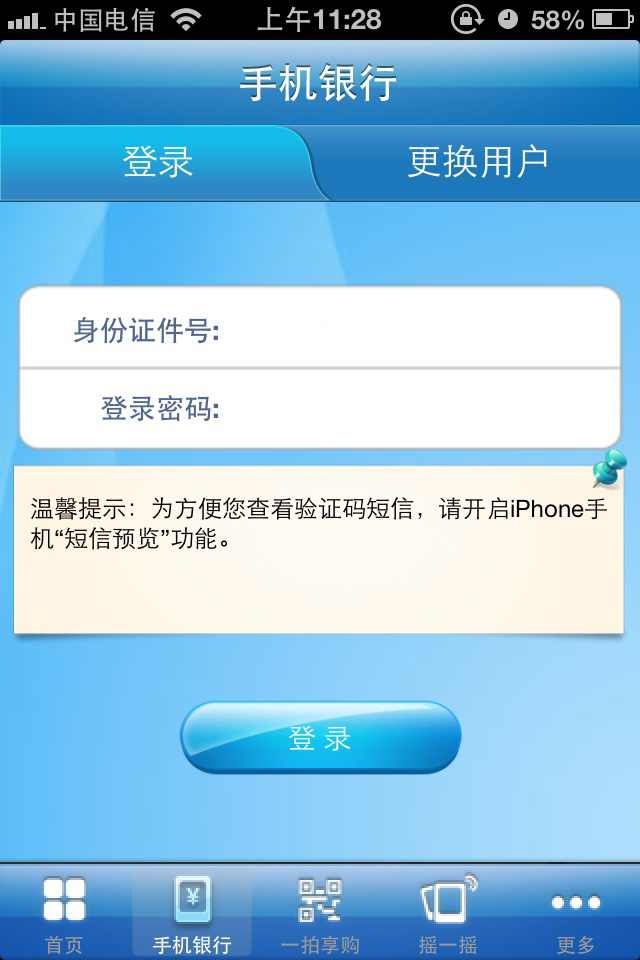 中国电信 上午11:28 58%
手机银行
登录 更换用户
身份证件号:
登录密码:
温馨提示：为方便您查看验证码短信，请开启iPhone手
机“短信预览”功能。
登 录
首页 手机银行 一拍享购 摇一摇 更多